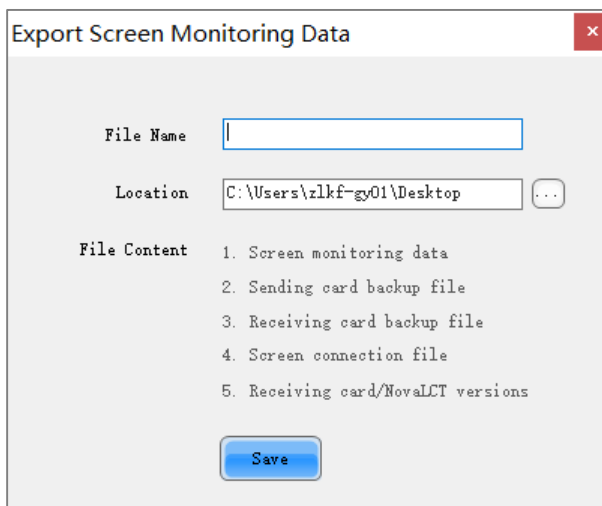 Export Screen Monitoring Data
File Name
Location C:\Users\zlkf-gy01\Desktop ...
File Content 1. Screen monitoring data
2. Sending card backup file
3. Receiving card backup file
4. Screen connection file
5. Receiving card/NovaLCT versions
Save